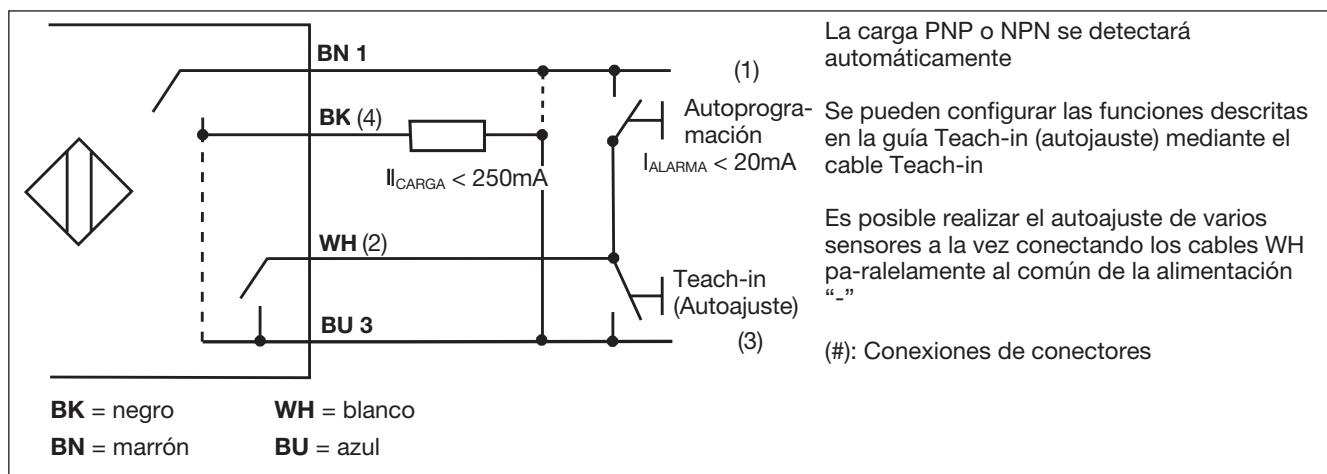 BN 1
(1)
BK (4)
Autoprogra-
mación
IALARMA < 20mA
IICARGA < 250mA
WH (2)
Teach-in
(Autoajuste)
BU 3
(3)
BK = negro
WH = blanco
BN = marrón
BU = azul
La carga PNP o NPN se detectará
automáticamente
Se pueden configurar las funciones descritas
en la guía Teach-in (autojauste) mediante el
cable Teach-in
Es posible realizar el autoajuste de varios
sensores a la vez conectando los cables WH
pa-ralelamente al común de la alimentación
“-”
(#): Conexiones de conectores